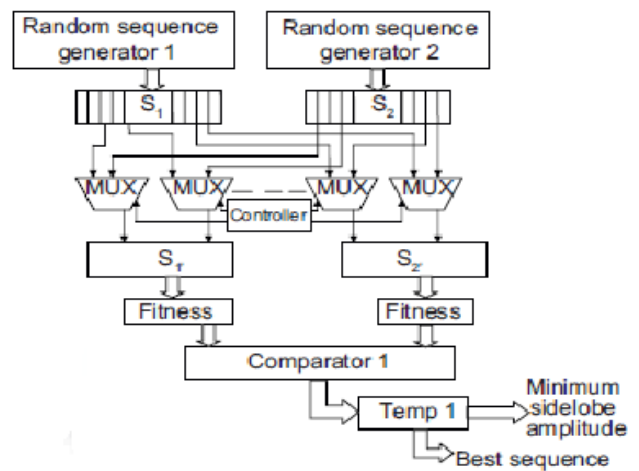 Random sequence
generator 1
Random sequence
generator 2
S1
S2
MUX
MUX
MUX
MUX
Controller
S1'
S2'
Fitness
Fitness
Comparator 1
Temp 1
Minimum
sidelobe
amplitude
Best sequence